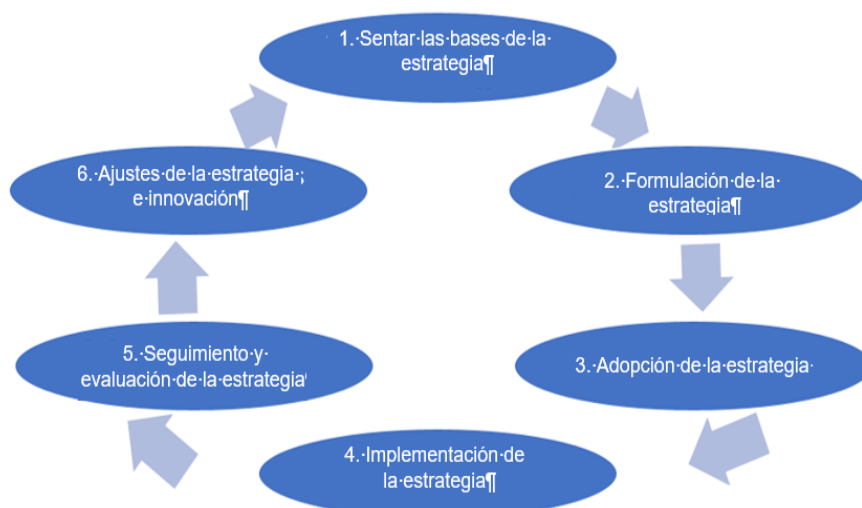 1.·Sentar·las·bases·de·la·
estrategia¶
2.·Formulación·de·la·
estrategia¶
3.·Adopción·de·la·estrategia·
4.·Implementación·de
la·estrategia¶
5.·Seguimiento·y·
evaluación·de·la·estrategia
6.·Ajustes·de·la·estrategia·;
e·innovación¶